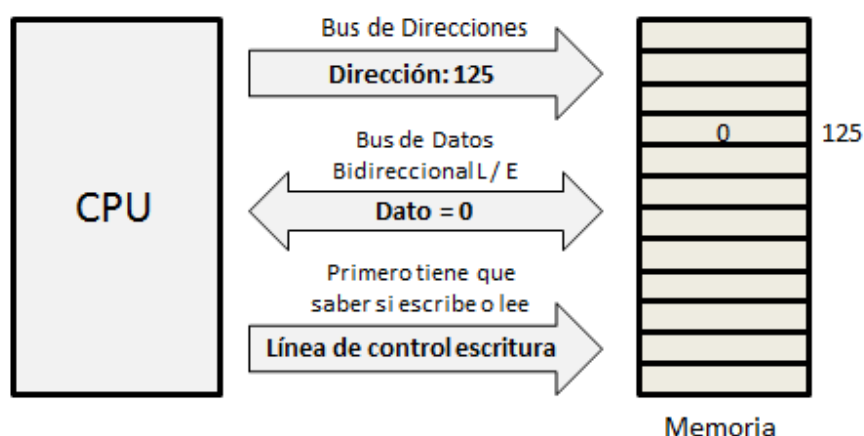 CPU
Bus de Direcciones
Dirección: 125
Bus de Datos
Bidireccional L / E
Dato = 0
Primero tiene que
saber si escribe o lee
Línea de control escritura
0
125
Memoria